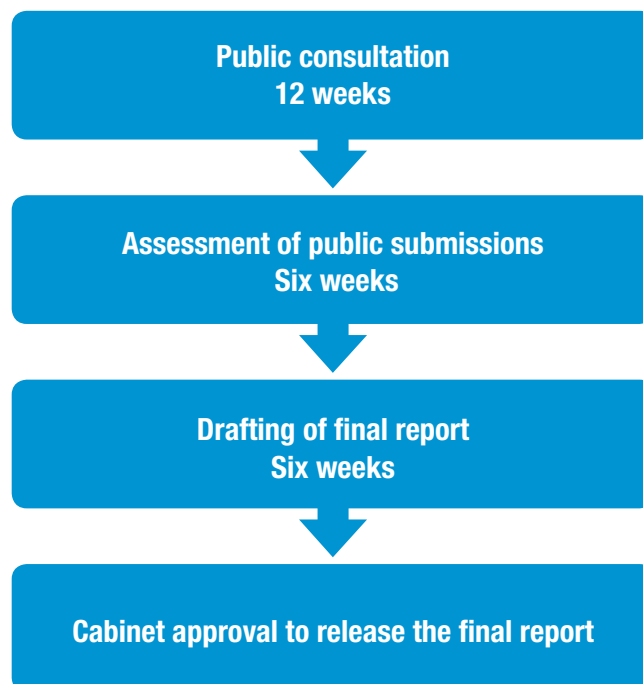 Public consultation
12 weeks
Assessment of public submissions
Six weeks
Drafting of final report
Six weeks
Cabinet approval to release the final report